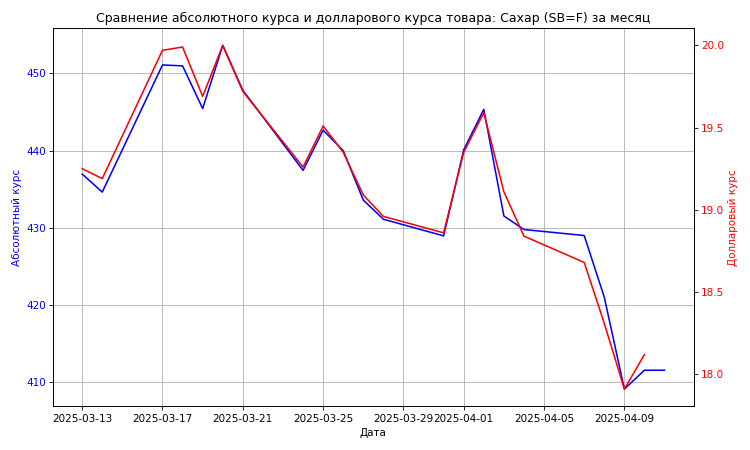 Сравнение абсолютного курса и долларового курса товара: Сахар (SB=F) за месяц
Абсолютный курс
450
440
430
420
410
20.0
19.5
19.0
18.5
18.0
Долларовый курс
2025-03-13 2025-03-17 2025-03-21 2025-03-25 2025-03-29 2025-04-01 2025-04-05 2025-04-09
Дата